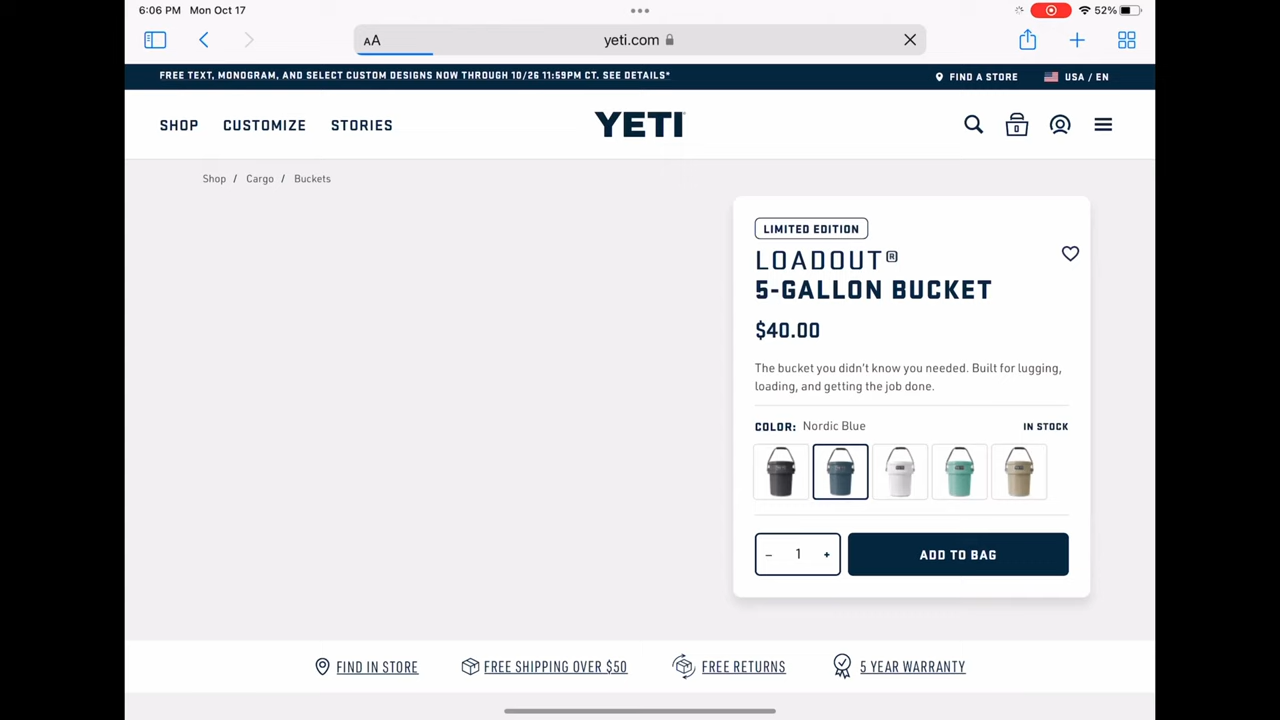 6:06 PM Mon Oct 17
52%
AA
yeti.com
FREE TEXT, MONOGRAM, AND SELECT CUSTOM DESIGNS NOW THROUGH 10/26 11:59PM CT. SEE DETAILS*
FIND A STORE
USA / EN
SHOP
CUSTOMIZE
STORIES
YETI
0
Shop / Cargo / Buckets
LIMITED EDITION
LOADOUT®
5-GALLON BUCKET
$40.00
The bucket you didn't know you needed. Built for lugging,
loading, and getting the job done.
COLOR: Nordic Blue
IN STOCK
– 1 +
ADD TO BAG
FIND IN STORE
FREE SHIPPING OVER $50
FREE RETURNS
5 YEAR WARRANTY